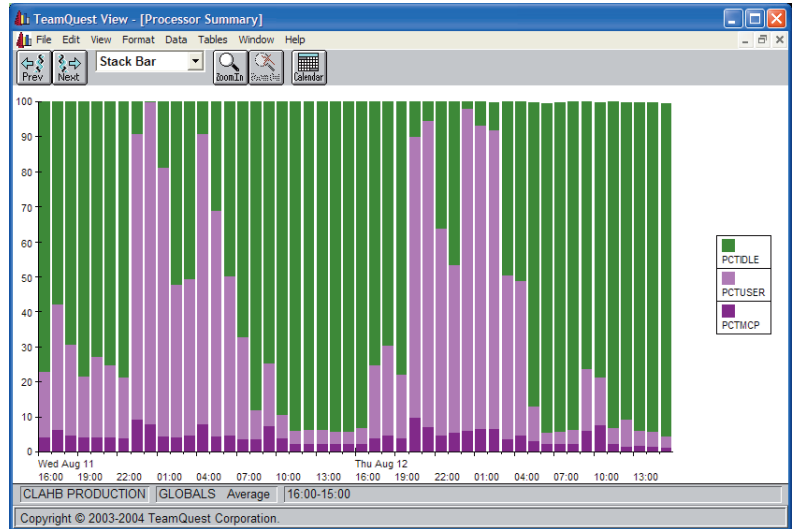 TeamQuest View - [Processor Summary]
File Edit View Format Data Tables Window Help
Prev Next Stack Bar ZoomIn Calendar
100
90
80
70
60
50
40
30
20
10
0
PCTIDLE
PCTUSER
PCTMCP
Wed Aug 11 Thu Aug 12
16:00 19:00 22:00 01:00 04:00 07:00 10:00 13:00 16:00 19:00 22:00 01:00 04:00 07:00 10:00 13:00
CLAHB PRODUCTION GLOBALS Average 16:00-15:00
Copyright © 2003-2004 TeamQuest Corporation.